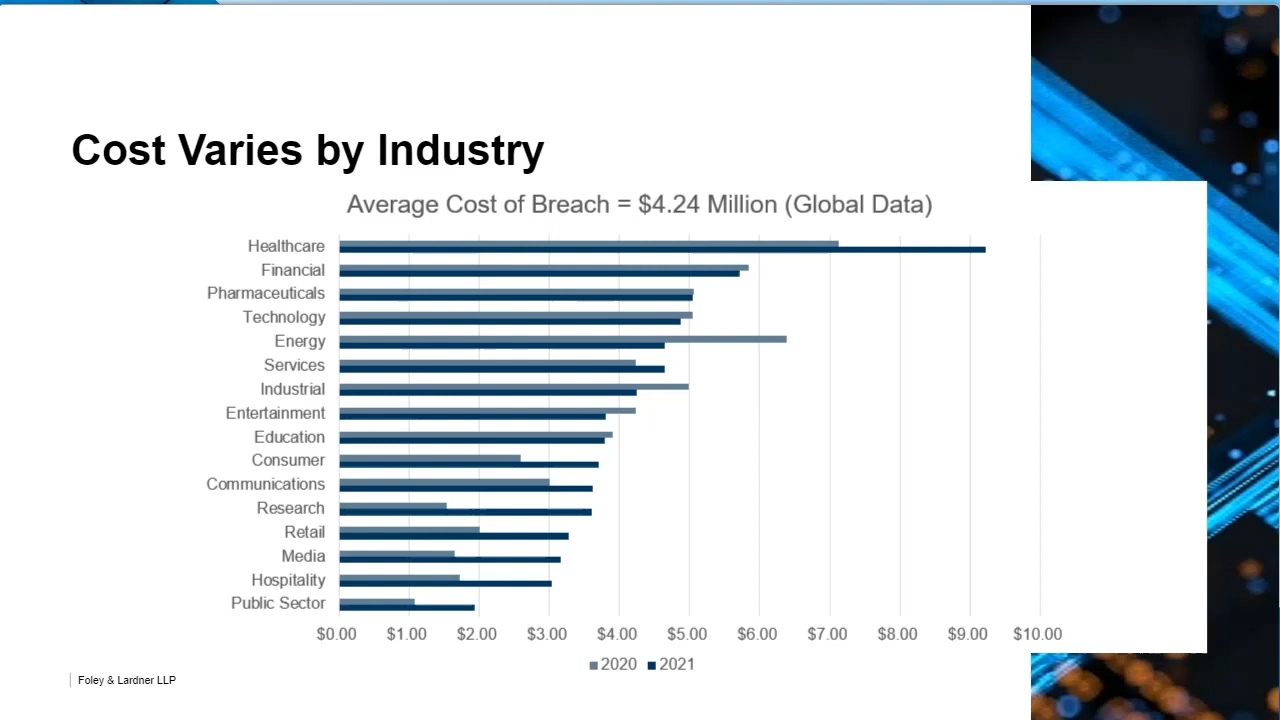 Cost Varies by Industry
Average Cost of Breach = $4.24 Million (Global Data)
Healthcare
Financial
Pharmaceuticals
Technology
Energy
Services
Industrial
Entertainment
Education
Consumer
Communications
Research
Retail
Media
Hospitality
Public Sector
$0.00 $1.00 $2.00 $3.00 $4.00 $5.00 $6.00 $7.00 $8.00 $9.00 $10.00
2020 2021
Foley & Lardner LLP